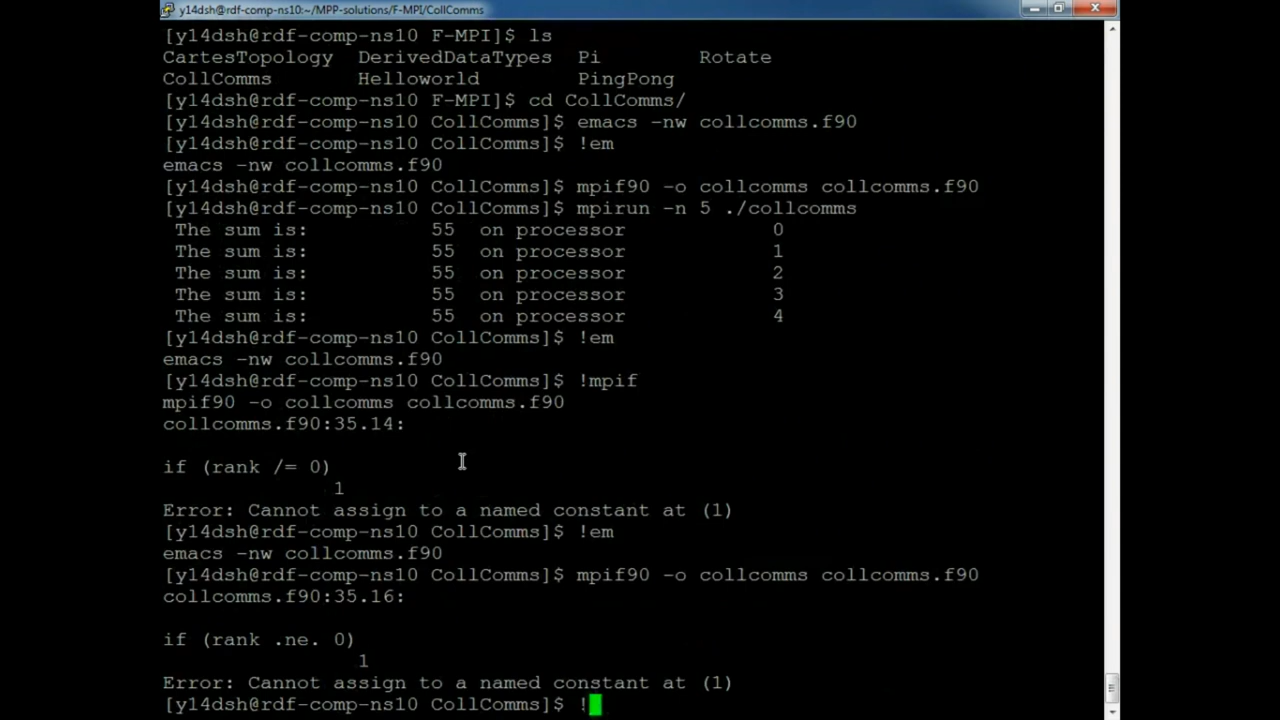 y14dsh@rdf-comp-ns10:~/MPP-solutions/F-MPI/CollComms
[y14dsh@rdf-comp-ns10 F-MPI]$ ls
CartesTopology DerivedDataTypes Pi Rotate
CollComms Helloworld PingPong
[y14dsh@rdf-comp-ns10 F-MPI]$ cd CollComms/
[y14dsh@rdf-comp-ns10 CollComms]$ emacs -nw collcomms.f90
[y14dsh@rdf-comp-ns10 CollComms]$ !em
emacs -nw collcomms.f90
[y14dsh@rdf-comp-ns10 CollComms]$ mpif90 -o collcomms collcomms.f90
[y14dsh@rdf-comp-ns10 CollComms]$ mpirun -n 5 ./collcomms
The sum is: 55 on processor 0
The sum is: 55 on processor 1
The sum is: 55 on processor 2
The sum is: 55 on processor 3
The sum is: 55 on processor 4
[y14dsh@rdf-comp-ns10 CollComms]$ !em
emacs -nw collcomms.f90
[y14dsh@rdf-comp-ns10 CollComms]$ !mpif
mpif90 -o collcomms collcomms.f90
collcomms.f90:35.14:
if (rank /= 0)
1
Error: Cannot assign to a named constant at (1)
[y14dsh@rdf-comp-ns10 CollComms]$ !em
emacs -nw collcomms.f90
[y14dsh@rdf-comp-ns10 CollComms]$ mpif90 -o collcomms collcomms.f90
collcomms.f90:35.16:
if (rank .ne. 0)
1
Error: Cannot assign to a named constant at (1)
[y14dsh@rdf-comp-ns10 CollComms]$ !